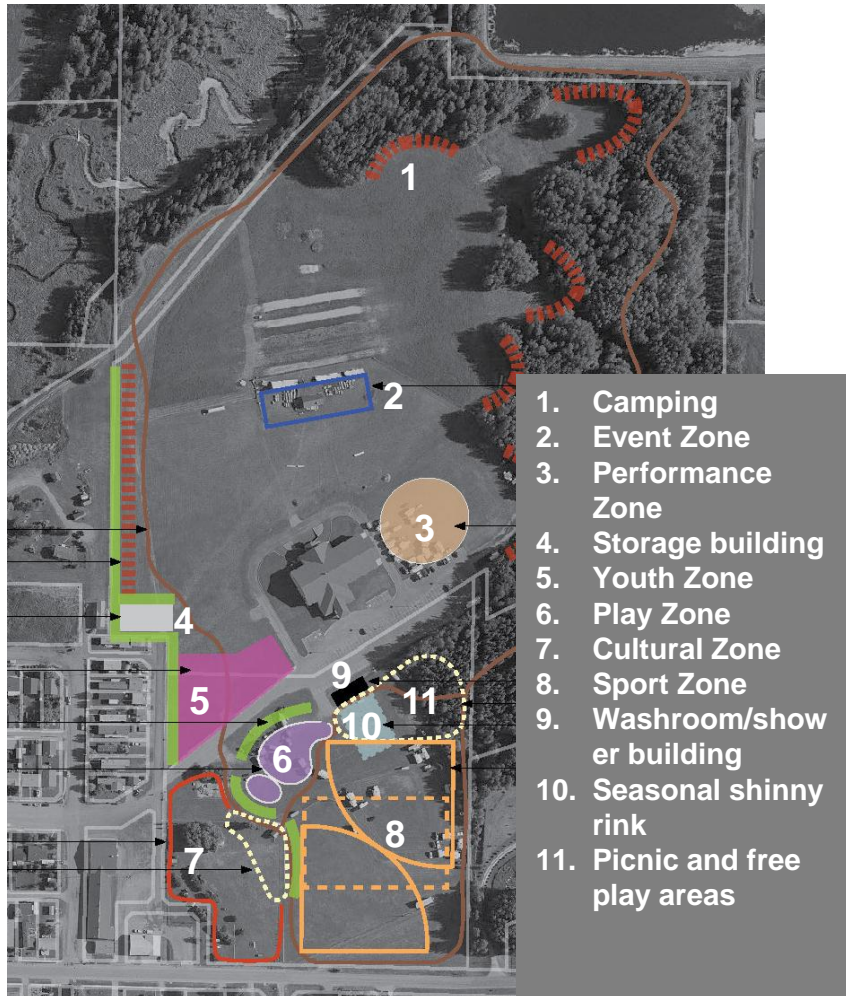 1
2
3
4
5
6
7
8
9
10
11
1. Camping
2. Event Zone
3. Performance
Zone
4. Storage building
5. Youth Zone
6. Play Zone
7. Cultural Zone
8. Sport Zone
9. Washroom/show
er building
10. Seasonal shinny
rink
11. Picnic and free
play areas